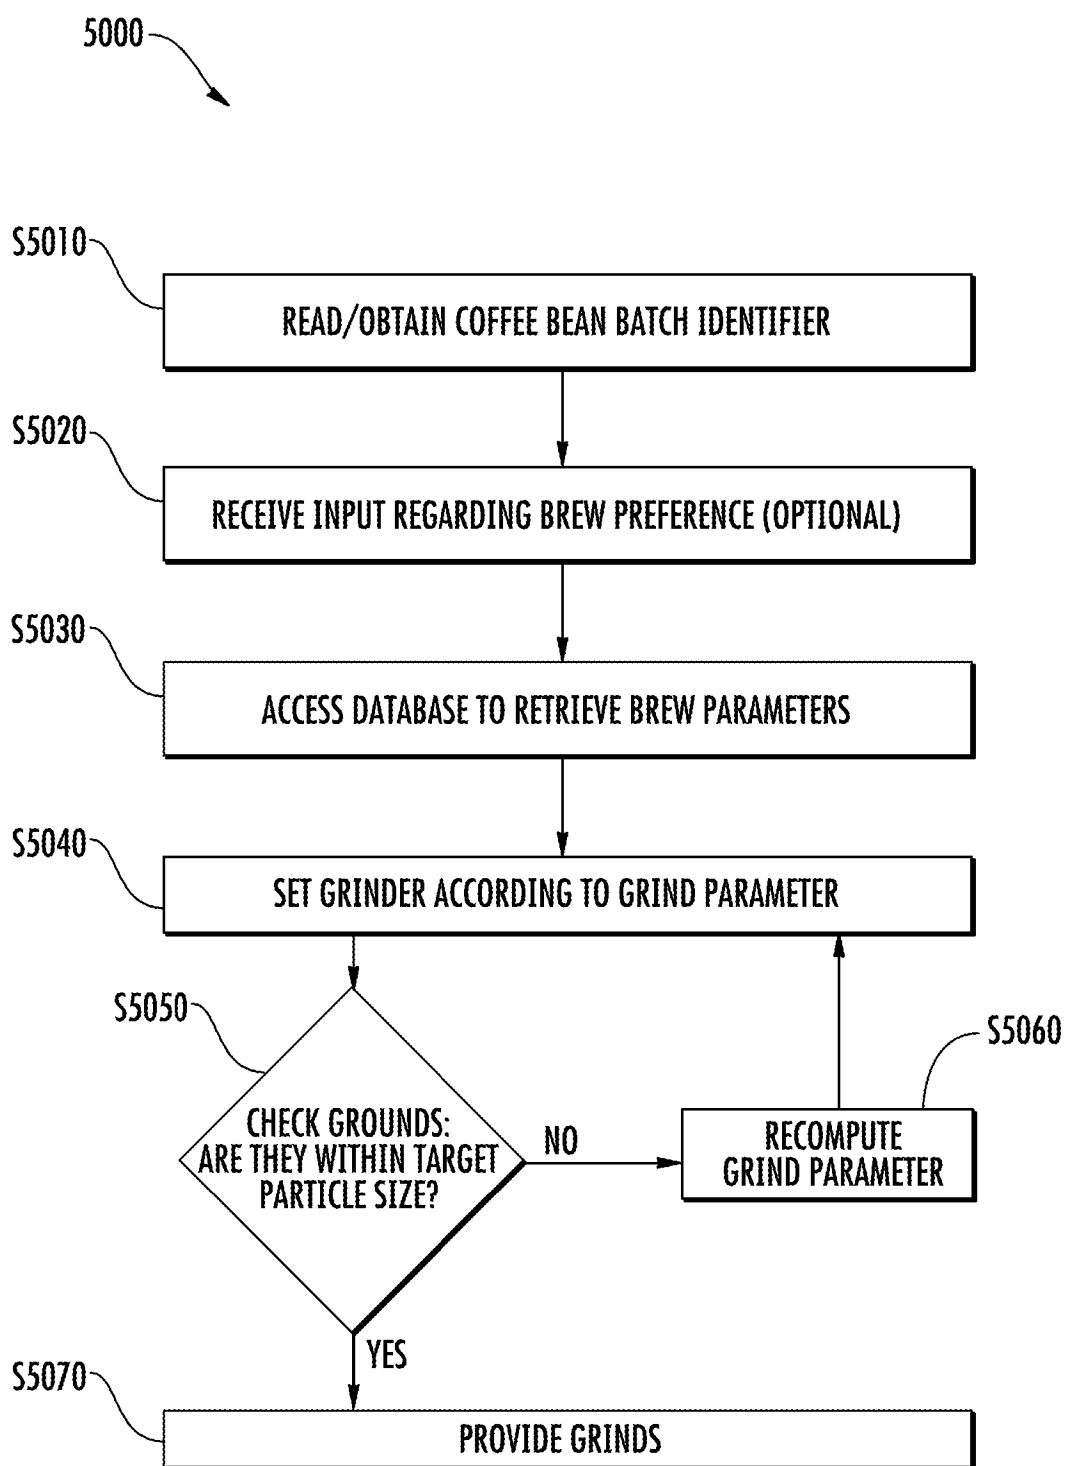 5000
S5010
READ/OBTAIN COFFEE BEAN BATCH IDENTIFIER
S5020
RECEIVE INPUT REGARDING BREW PREFERENCE (OPTIONAL)
S5030
ACCESS DATABASE TO RETRIEVE BREW PARAMETERS
S5040
SET GRINDER ACCORDING TO GRIND PARAMETER
S5050
CHECK GROUNDS:
ARE THEY WITHIN TARGET
PARTICLE SIZE?
NO
S5060
RECOMPUTE
GRIND PARAMETER
YES
S5070
PROVIDE GRINDS